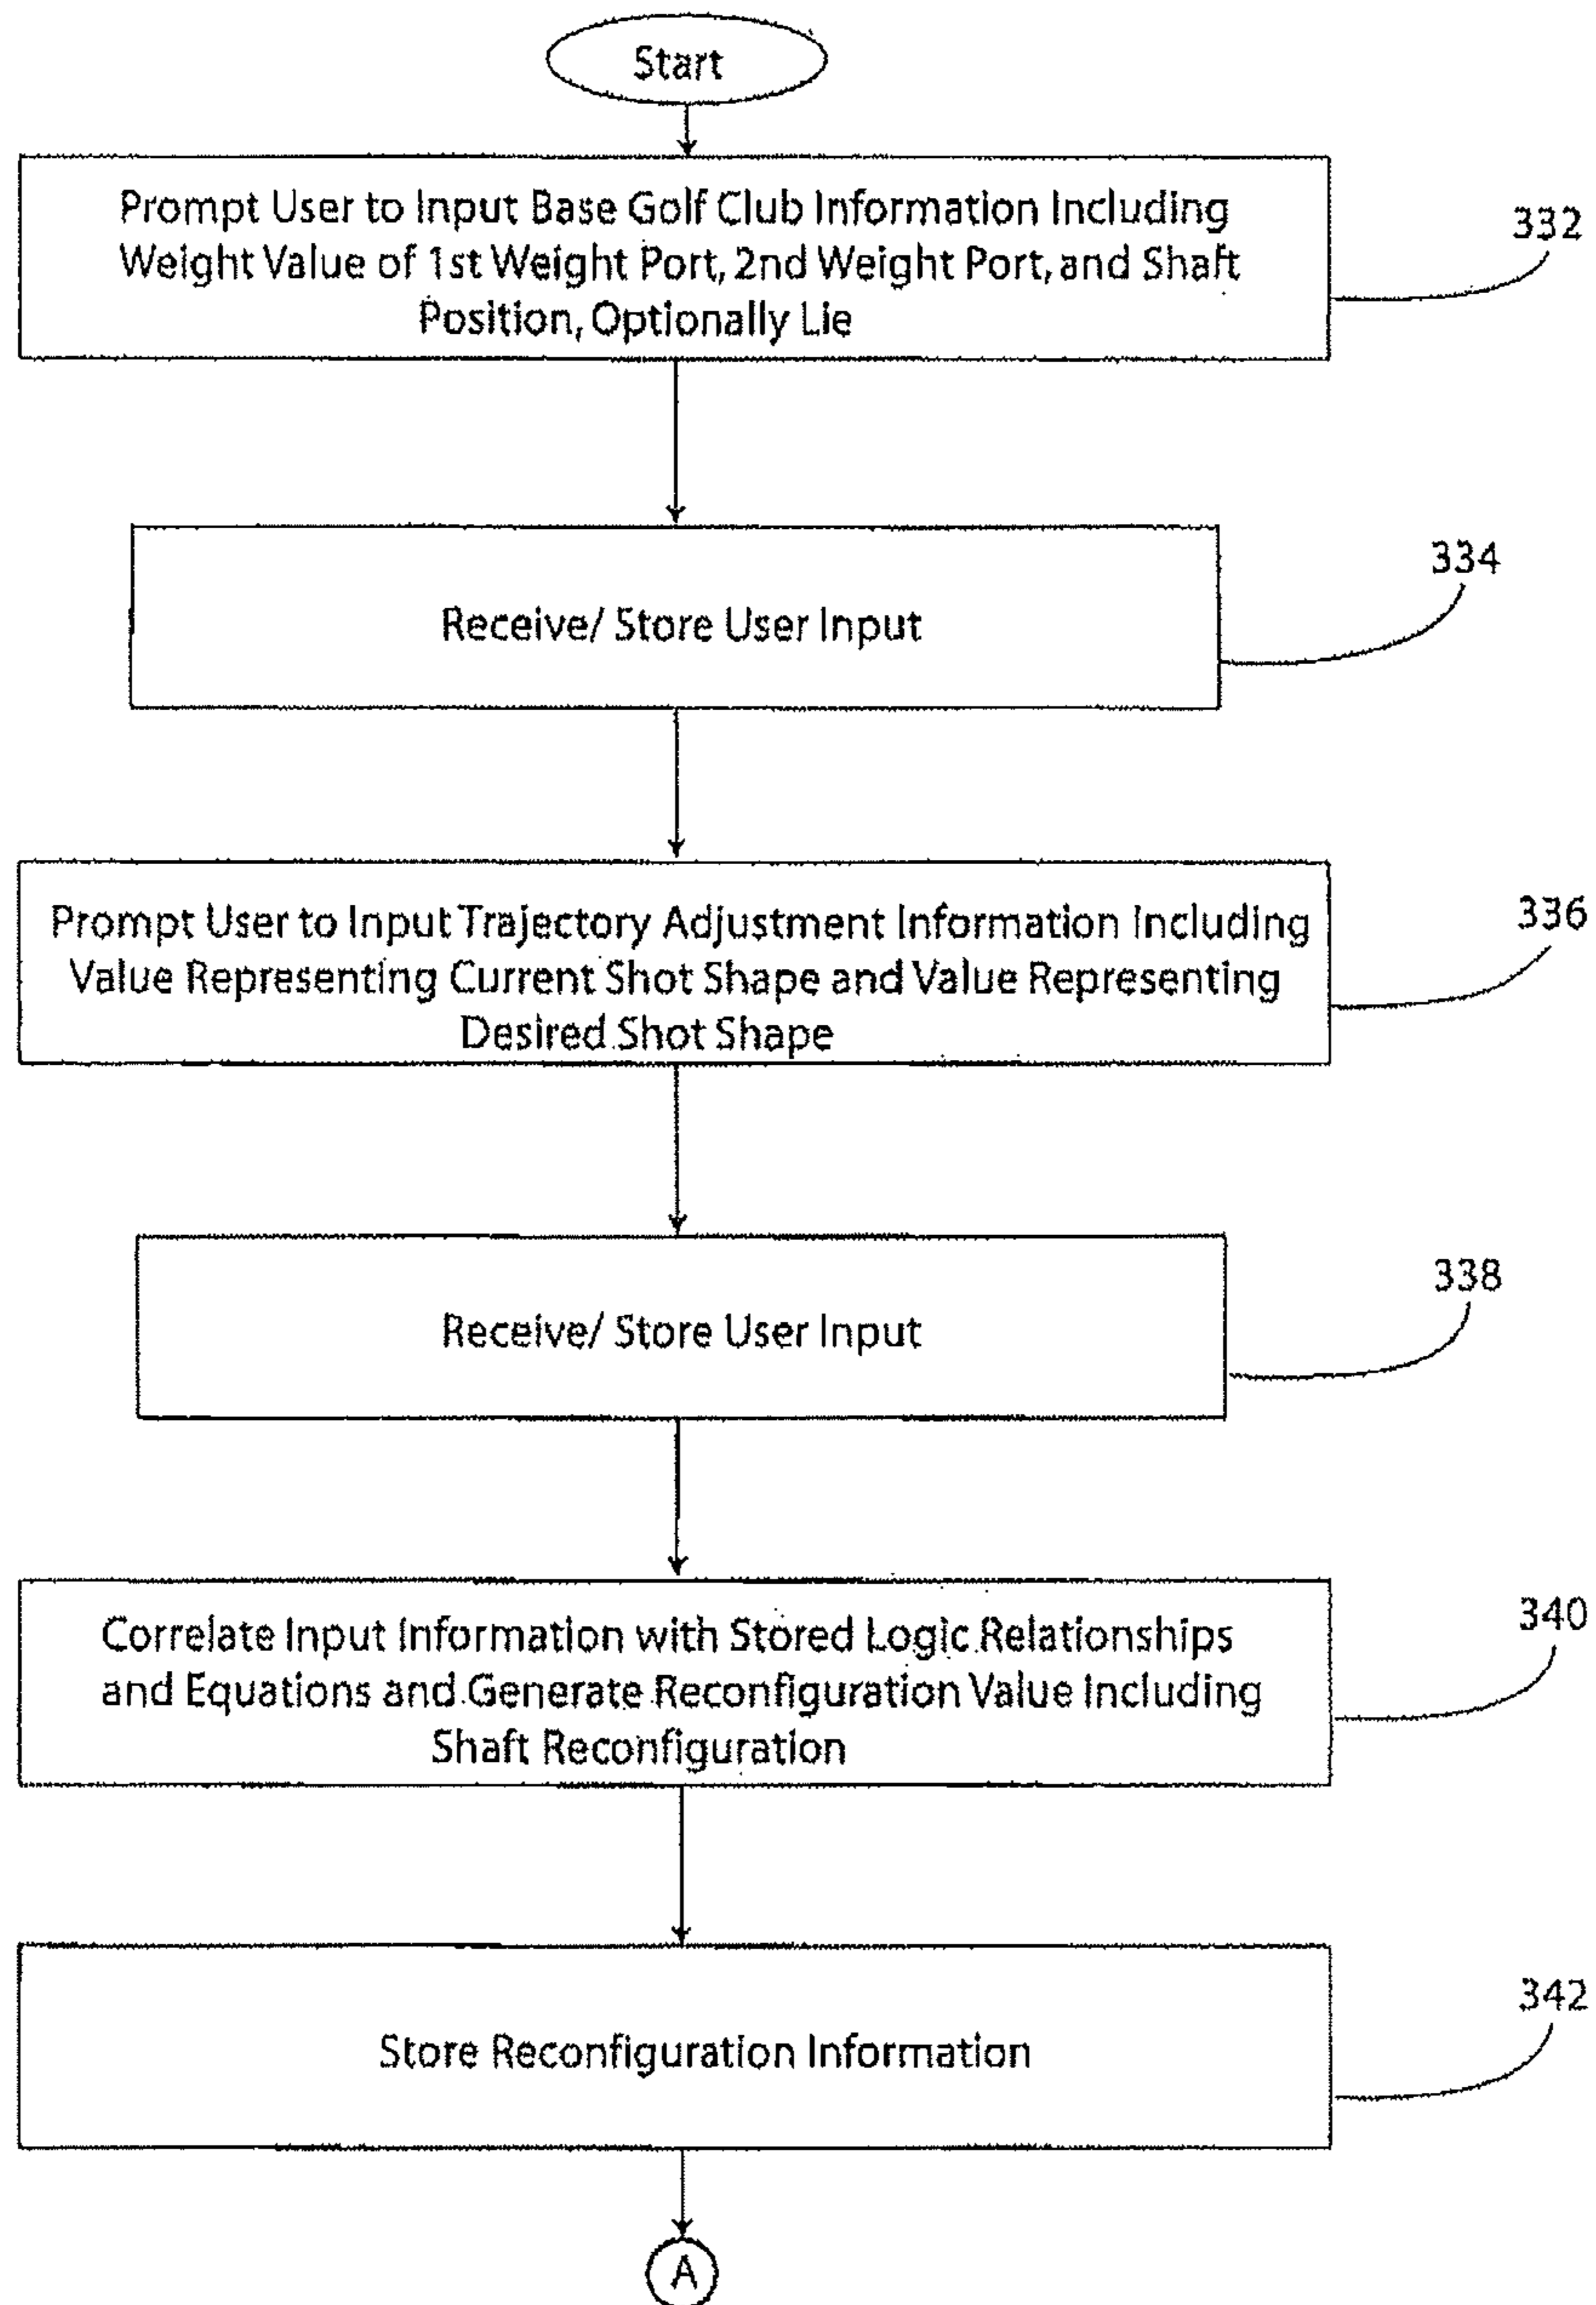 Start
Prompt User to Input Base Golf Club Information Including
Weight Value of 1st Weight Port, 2nd Weight Port, and Shaft
Position, Optionally Lie
332
Receive/ Store User Input
334
Prompt User to Input Trajectory Adjustment Information Including
Value Representing Current Shot Shape and Value Representing
Desired Shot Shape
336
Receive/ Store User Input
338
Correlate Input Information with Stored Logic Relationships
and Equations and Generate Reconfiguration Value Including
Shaft Reconfiguration
340
Store Reconfiguration Information
342
A